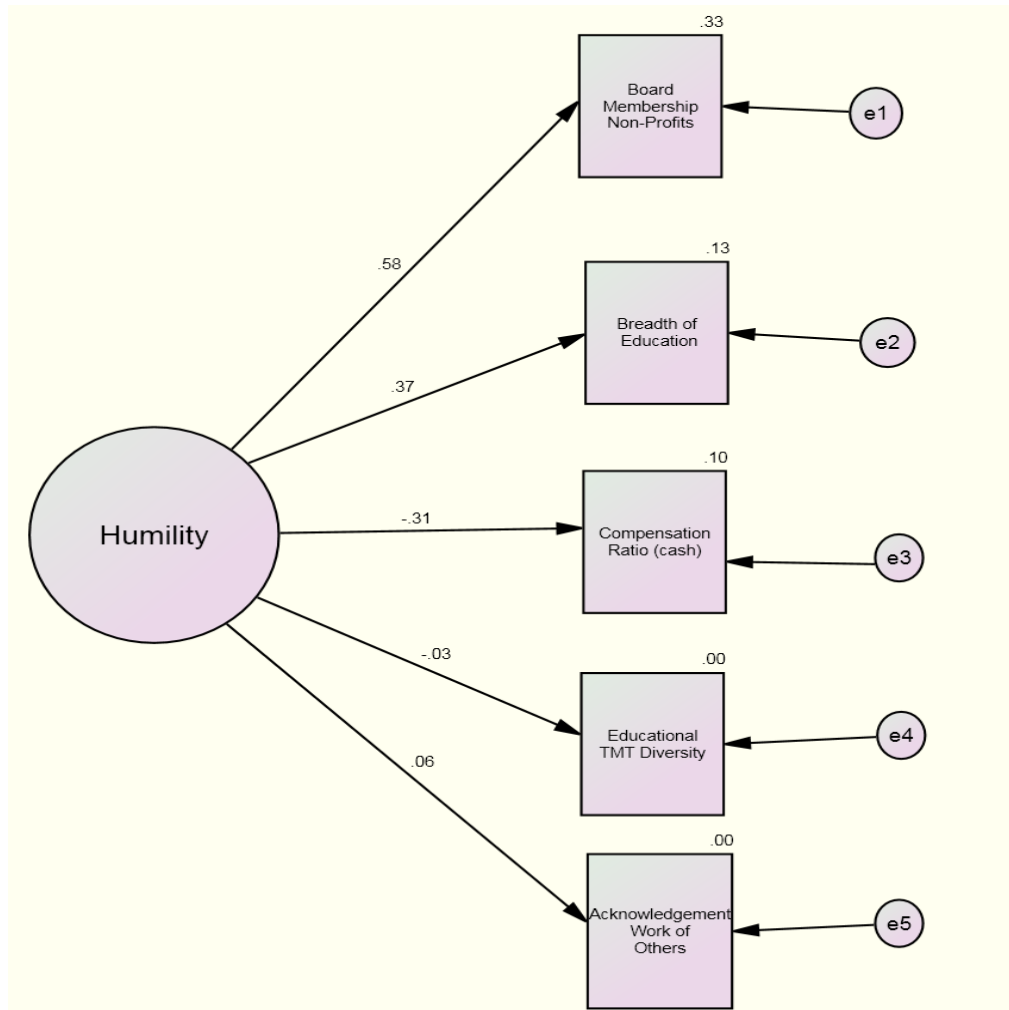 .33
Board
Membership
Non-Profits
e1
.58
.13
Breadth of
Education
e2
.37
.10
Humility
-.31
Compensation
Ratio (cash)
e3
-.03
.00
Educational
TMT Diversity
e4
.06
.00
Acknowledgement
Work of
Others
e5